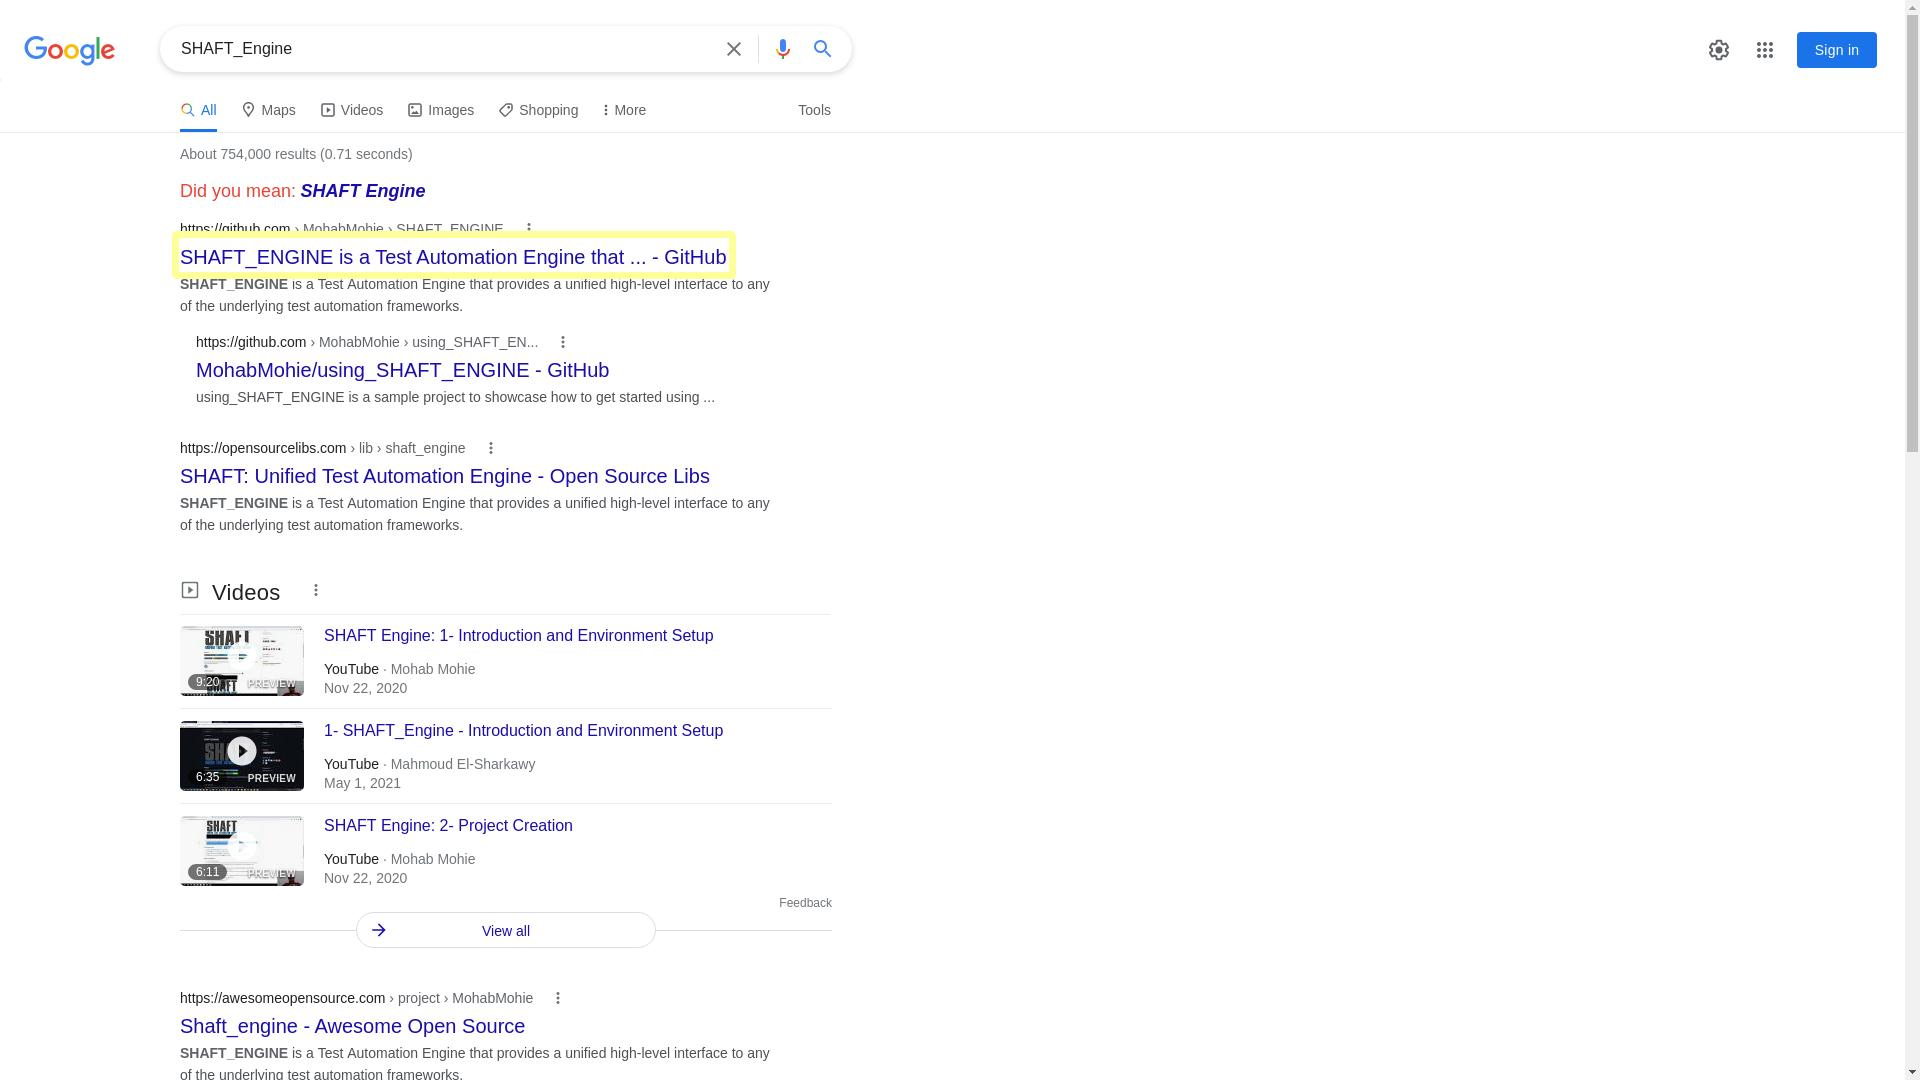 Google
SHAFT_Engine
Sign in
All Maps Videos Images Shopping More Tools
About 754,000 results (0.71 seconds)
Did you mean: SHAFT Engine
https://github.com › MohabMohie › SHAFT_ENGINE
SHAFT_ENGINE is a Test Automation Engine that ... - GitHub
SHAFT_ENGINE is a Test Automation Engine that provides a unified high-level interface to any
of the underlying test automation frameworks.
https://github.com › MohabMohie › using_SHAFT_EN...
MohabMohie/using_SHAFT_ENGINE - GitHub
using_SHAFT_ENGINE is a sample project to showcase how to get started using ...
https://opensourcelibs.com › lib › shaft_engine
SHAFT: Unified Test Automation Engine - Open Source Libs
SHAFT_ENGINE is a Test Automation Engine that provides a unified high-level interface to any
of the underlying test automation frameworks.
Videos
SHAFT
9:20 PREVIEW
SHAFT Engine: 1- Introduction and Environment Setup
YouTube · Mohab Mohie
Nov 22, 2020
6:35 PREVIEW
1- SHAFT_Engine - Introduction and Environment Setup
YouTube · Mahmoud El-Sharkawy
May 1, 2021
SHAFT
6:11 PREVIEW
SHAFT Engine: 2- Project Creation
YouTube · Mohab Mohie
Nov 22, 2020
Feedback
View all
https://awesomeopensource.com › project › MohabMohie
Shaft_engine - Awesome Open Source
SHAFT_ENGINE is a Test Automation Engine that provides a unified high-level interface to any
of the underlying test automation frameworks.